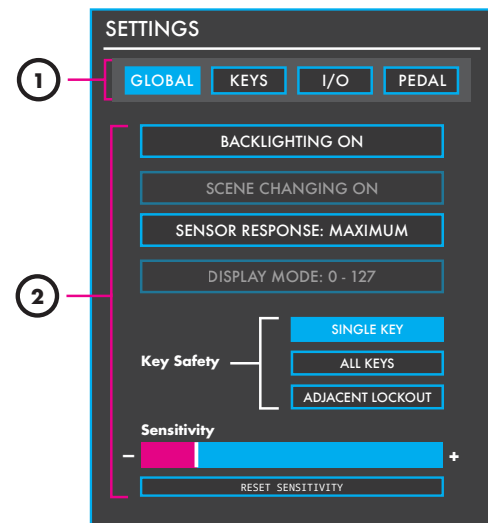 SETTINGS
1
GLOBAL KEYS I/O PEDAL
BACKLIGHTING ON
SCENE CHANGING ON
SENSOR RESPONSE: MAXIMUM
DISPLAY MODE: 0 - 127
2
SINGLE KEY
Key Safety ALL KEYS
ADJACENT LOCKOUT
Sensitivity
– +
RESET SENSITIVITY